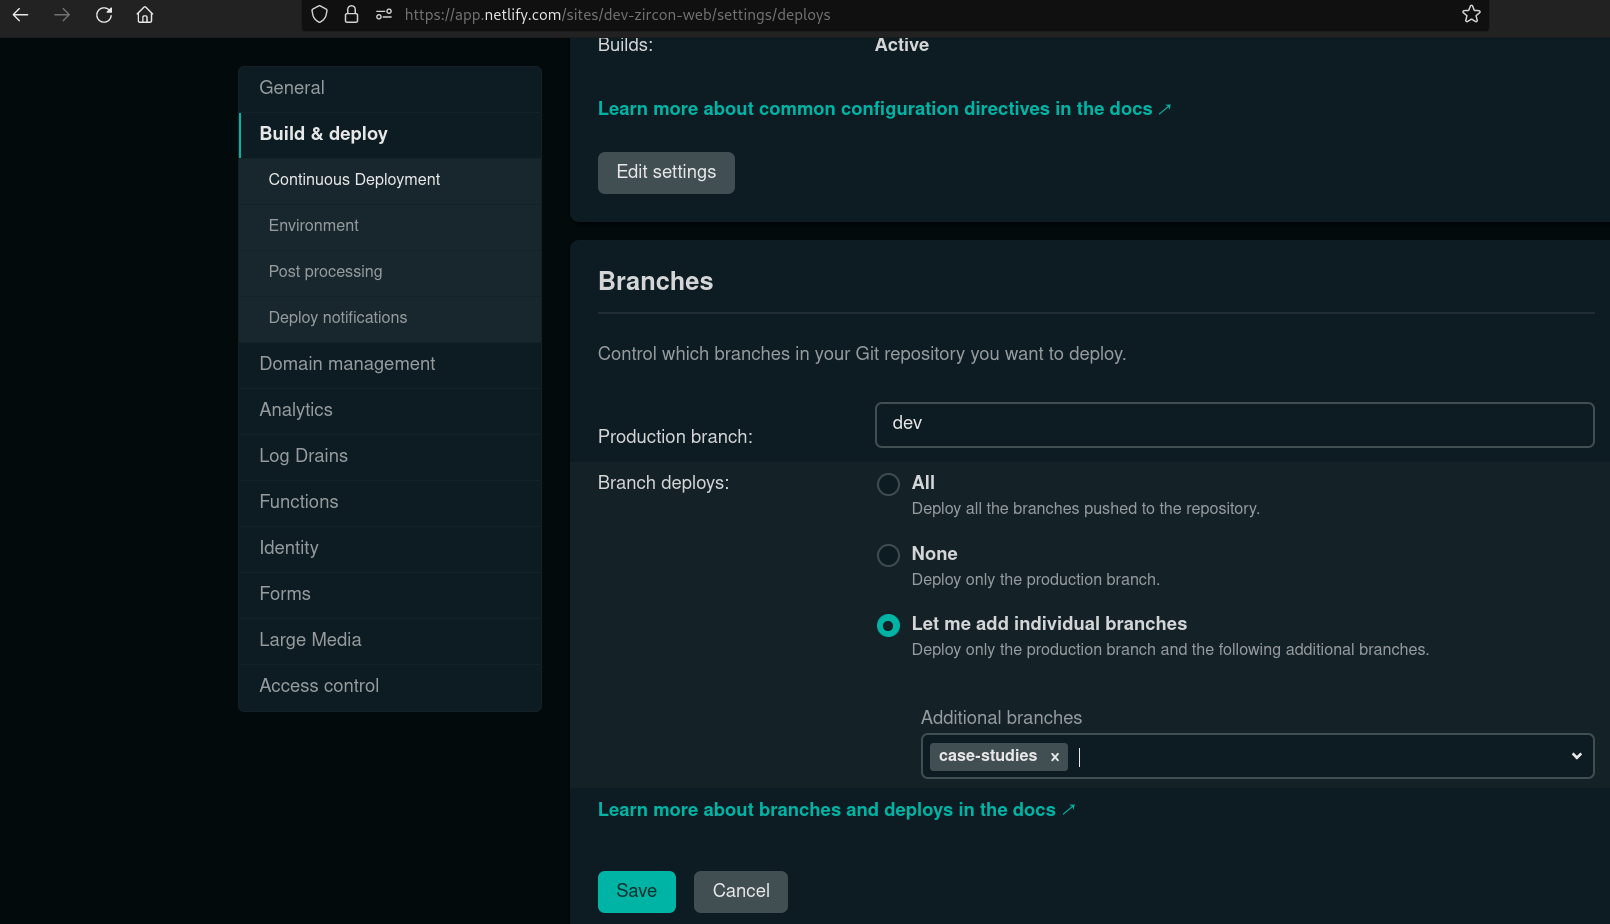 https://app.netlify.com/sites/dev-zircon-web/settings/deploys
General
Build & deploy
Continuous Deployment
Environment
Post processing
Deploy notifications
Domain management
Analytics
Log Drains
Functions
Identity
Forms
Large Media
Access control
Builds: Active
Learn more about common configuration directives in the docs ↗
Edit settings
Branches
Control which branches in your Git repository you want to deploy.
Production branch: dev
Branch deploys:
All
Deploy all the branches pushed to the repository.
None
Deploy only the production branch.
Let me add individual branches
Deploy only the production branch and the following additional branches.
Additional branches
case-studies x
Learn more about branches and deploys in the docs ↗
Save Cancel